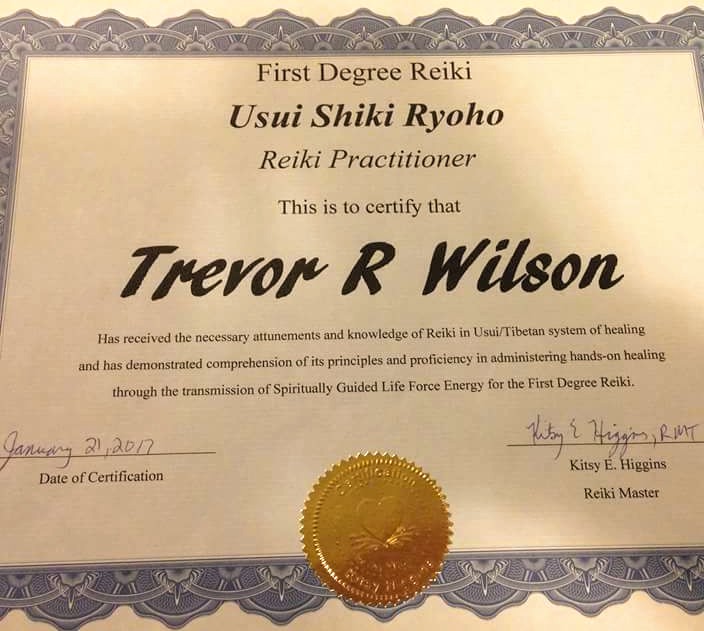 First Degree Reiki
Usui Shiki Ryoho
Reiki Practitioner
This is to certify that
Trevor R Wilson
Has received the necessary attunements and knowledge of Reiki in Usui/Tibetan system of healing
and has demonstrated comprehension of its principles and proficiency in administering hands-on healing
through the transmission of Spiritually Guided Life Force Energy for the First Degree Reiki.
January 21, 2017
Date of Certification
Kitsy E Higgins, RMT
Kitsy E. Higgins
Reiki Master